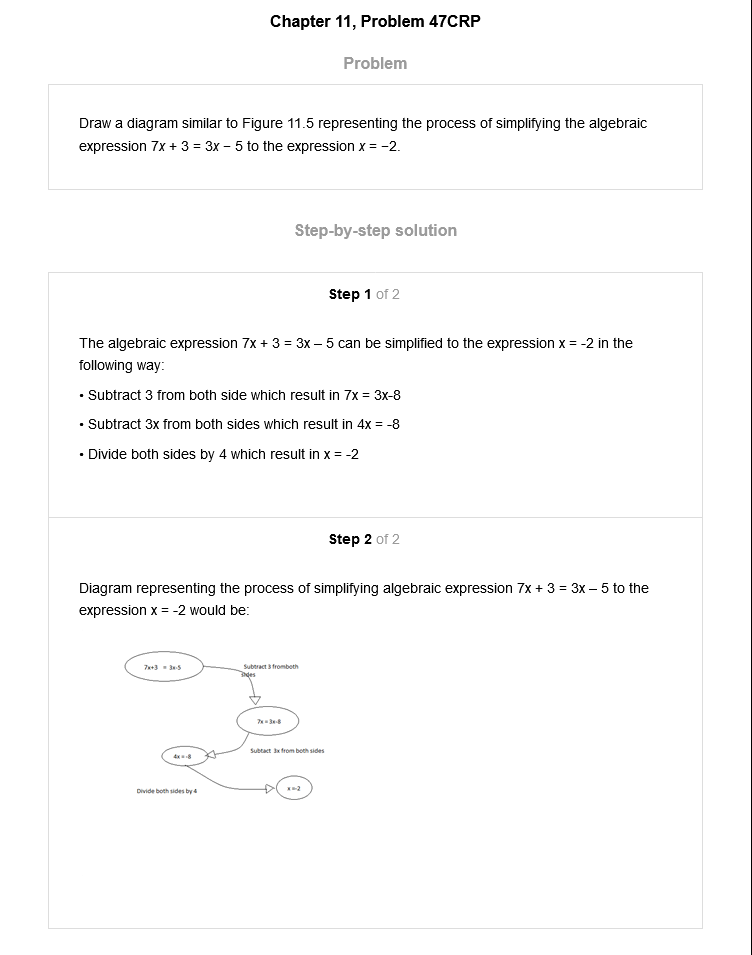 Chapter 11, Problem 47CRP
Problem
Draw a diagram similar to Figure 11.5 representing the process of simplifying the algebraic
expression 7x + 3 = 3x − 5 to the expression x = −2.
Step-by-step solution
Step 1 of 2
The algebraic expression 7x + 3 = 3x – 5 can be simplified to the expression x = -2 in the
following way:
• Subtract 3 from both side which result in 7x = 3x-8
• Subtract 3x from both sides which result in 4x = -8
• Divide both sides by 4 which result in x = -2
Step 2 of 2
Diagram representing the process of simplifying algebraic expression 7x + 3 = 3x – 5 to the
expression x = -2 would be:
7x+3 = 3x-5
Subtract 3 fromboth
sides
7x = 3x-8
Subtact 3x from both sides
4x = -8
x =-2
Divide both sides by 4